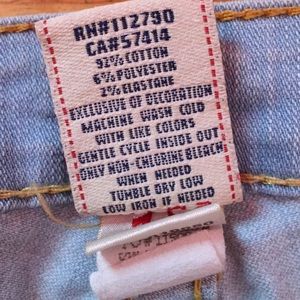 RN#112790
CA#57414
92% COTTON
6% POLYESTER
2% ELASTANE
EXCLUSIVE OF DECORATION
MACHINE WASH COLD
WITH LIKE COLORS
GENTLE CYCLE INSIDE OUT
ONLY NON-CHLORINE BLEACH
WHEN NEEDED
TUMBLE DRY LOW
LOW IRON IF NEEDED